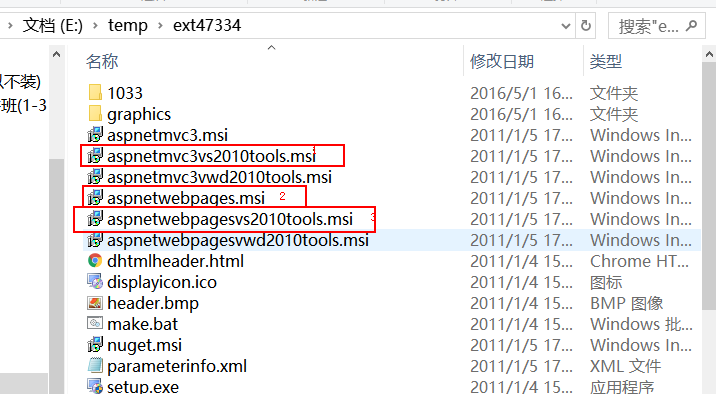 文档 (E:) › temp › ext47334 搜索"e...
名称 修改日期 类型
以不装)
班(1-3
1033 2016/5/1 16... 文件夹
graphics 2016/5/1 16... 文件夹
aspnetmvc3.msi 2011/1/5 17... Windows In...
aspnetmvc3vs2010tools.msi 1 2011/1/5 17... Windows In...
aspnetmvc3vwd2010tools.msi 2011/1/5 17... Windows In...
aspnetwebpages.msi 2 2011/1/5 17... Windows In...
aspnetwebpagesvs2010tools.msi 3 2011/1/5 17... Windows In...
aspnetwebpagesvwd2010tools.msi 2011/1/5 17... Windows In...
dhtmlheader.html 2011/1/4 15... Chrome HT...
displayicon.ico 2011/1/4 15... 图标
header.bmp 2011/1/4 15... BMP 图像
make.bat 2011/1/5 17... Windows 批...
nuget.msi 2011/1/5 17... Windows In...
parameterinfo.xml 2011/1/5 17... XML 文件
setup.exe 2011/1/4 15... 应用程序